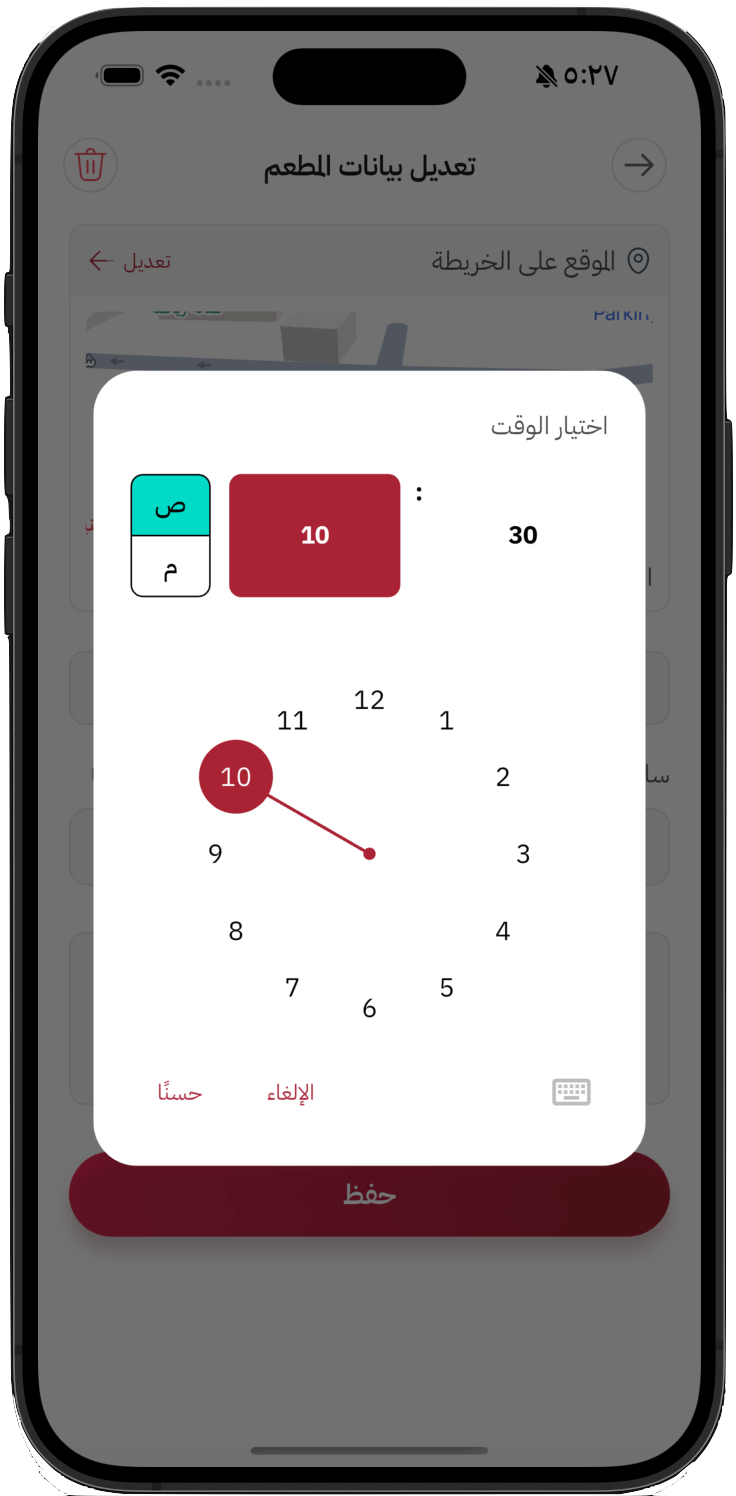 ٥:٢٧
تعديل بيانات المطعم
الموقع على الخريطة
تعديل
اختيار الوقت
ص
10 : 30
م
12
11 1
10 2
9 3
8 4
7 5
6
الإلغاء
حسنًا
حفظ